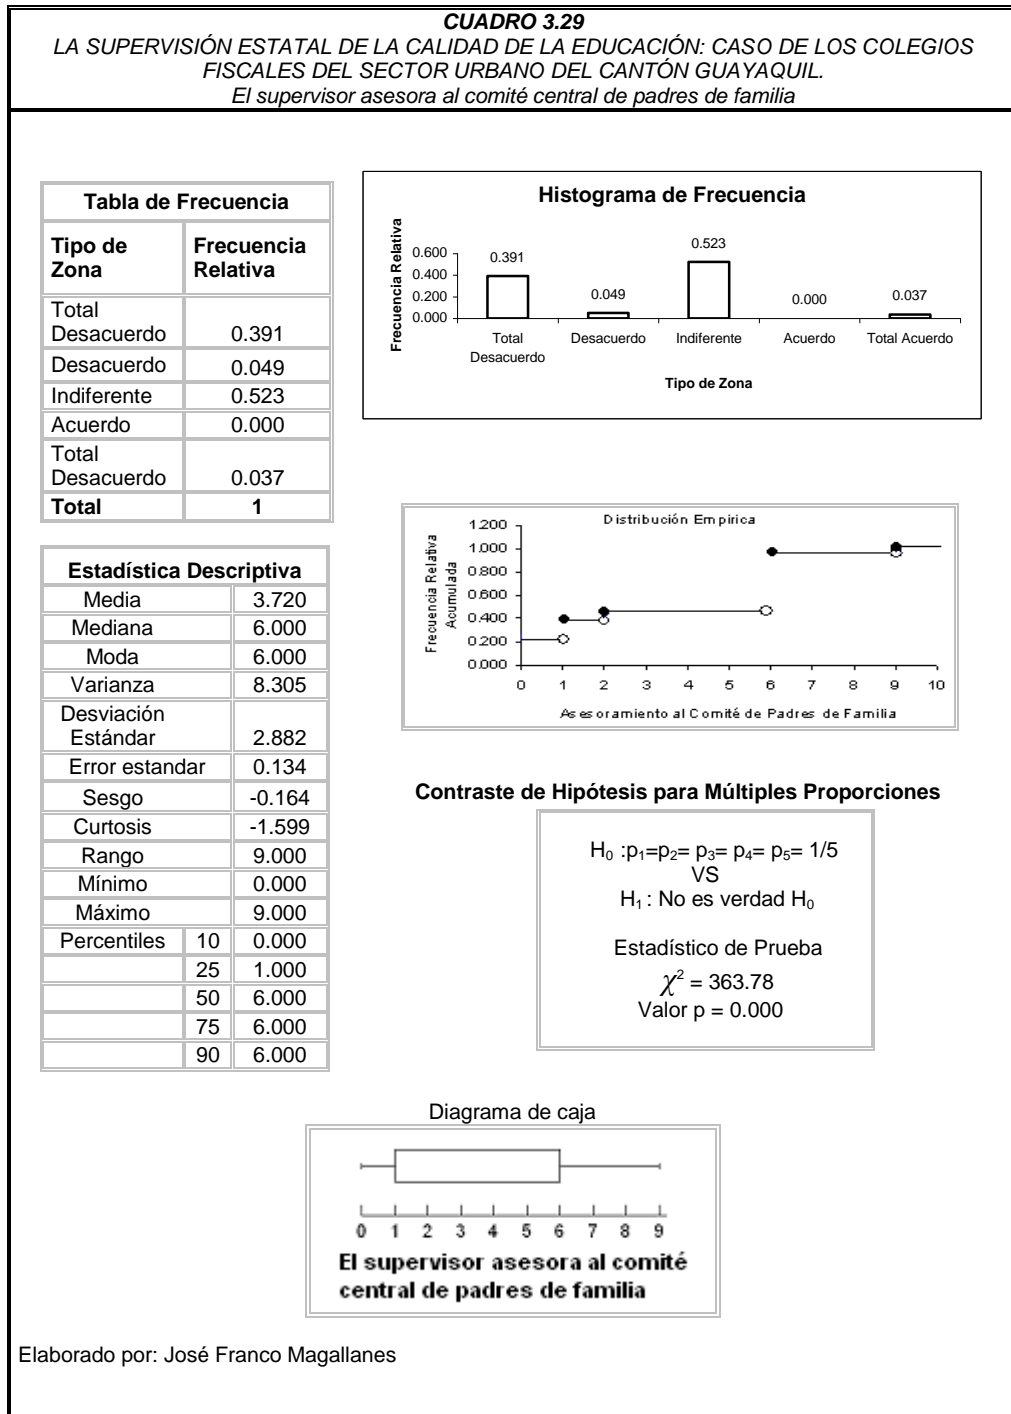 CUADRO 3.29
LA SUPERVISIÓN ESTATAL DE LA CALIDAD DE LA EDUCACIÓN: CASO DE LOS COLEGIOS
FISCALES DEL SECTOR URBANO DEL CANTÓN GUAYAQUIL.
El supervisor asesora al comité central de padres de familia
Tabla de Frecuencia
Tipo de Zona Frecuencia Relativa
Total Desacuerdo 0.391
Desacuerdo 0.049
Indiferente 0.523
Acuerdo 0.000
Total Desacuerdo 0.037
Total 1
Histograma de Frecuencia
Frecuencia Relativa
0.600
0.400
0.200
0.000
0.391 0.049 0.523 0.000 0.037
Total Desacuerdo Desacuerdo Indiferente Acuerdo Total Acuerdo
Tipo de Zona
Distribución Empirica
Frecuencia Relativa
Acumulada
1.200
1.000
0.800
0.600
0.400
0.200
0.000
0 1 2 3 4 5 6 7 8 9 10
Asesoramiento al Comité de Padres de Familia
Estadística Descriptiva
Media 3.720
Mediana 6.000
Moda 6.000
Varianza 8.305
Desviación Estándar 2.882
Error estandar 0.134
Sesgo -0.164
Curtosis -1.599
Rango 9.000
Mínimo 0.000
Máximo 9.000
Percentiles 10 0.000
25 1.000
50 6.000
75 6.000
90 6.000
Contraste de Hipótesis para Múltiples Proporciones
H₀ :p₁=p₂= p₃= p₄= p₅= 1/5
VS
H₁ : No es verdad H₀
Estadístico de Prueba
χ² = 363.78
Valor p = 0.000
Diagrama de caja
0 1 2 3 4 5 6 7 8 9
El supervisor asesora al comité
central de padres de familia
Elaborado por: José Franco Magallanes